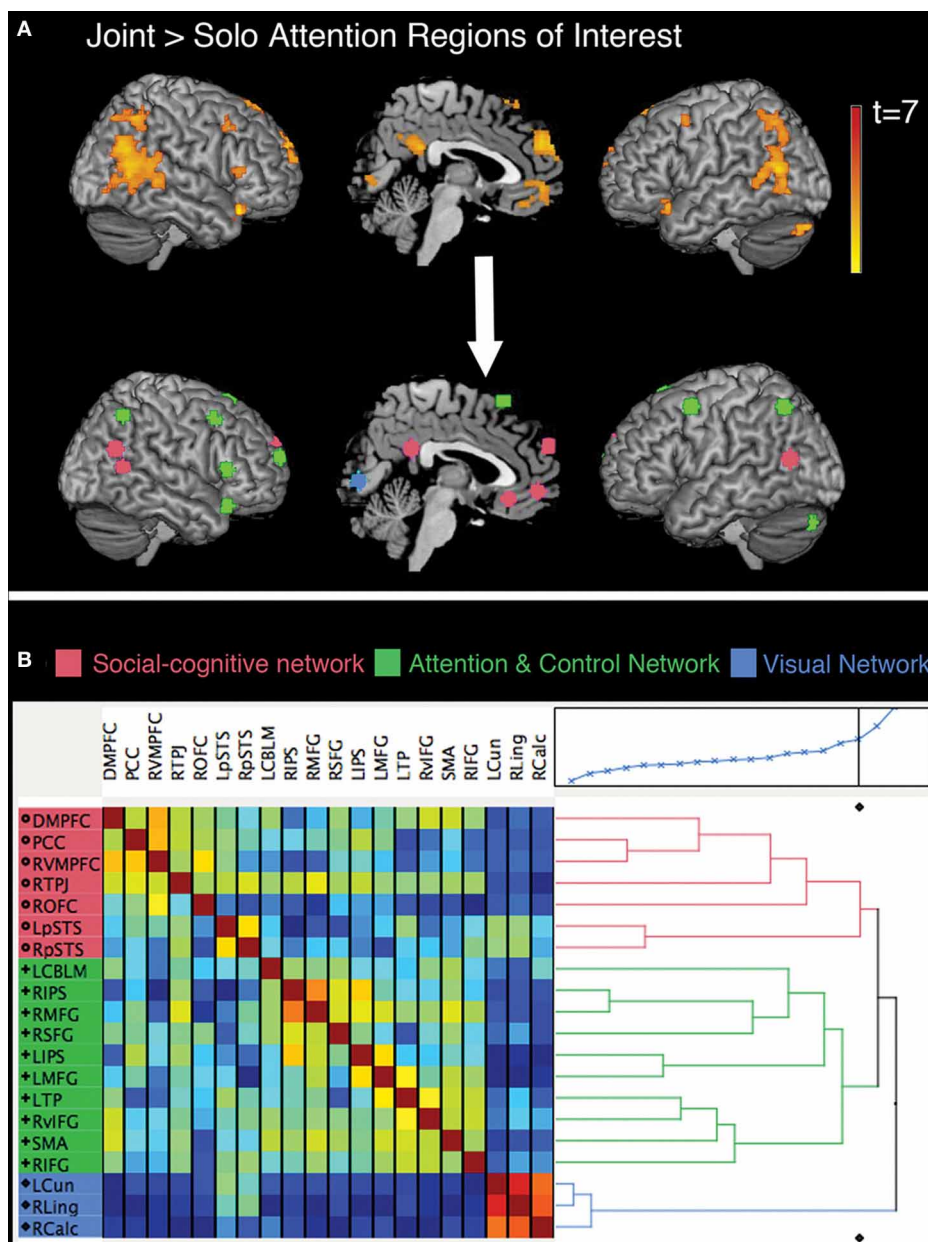 A
Joint > Solo Attention Regions of Interest
t=7
B
Social-cognitive network Attention & Control Network Visual Network
DMPFC PCC RVMPFC RTPJ ROFC LpSTS RpSTS LCBLM RIPS RMFG RSFG LIPS LMFG LTP RvIFG SMA RIFG LCun RLing RCalc
DMPFC
PCC
RVMPFC
RTPJ
ROFC
LpSTS
RpSTS
LCBLM
RIPS
RMFG
RSFG
LIPS
LMFG
LTP
RvIFG
SMA
RIFG
LCun
RLing
RCalc